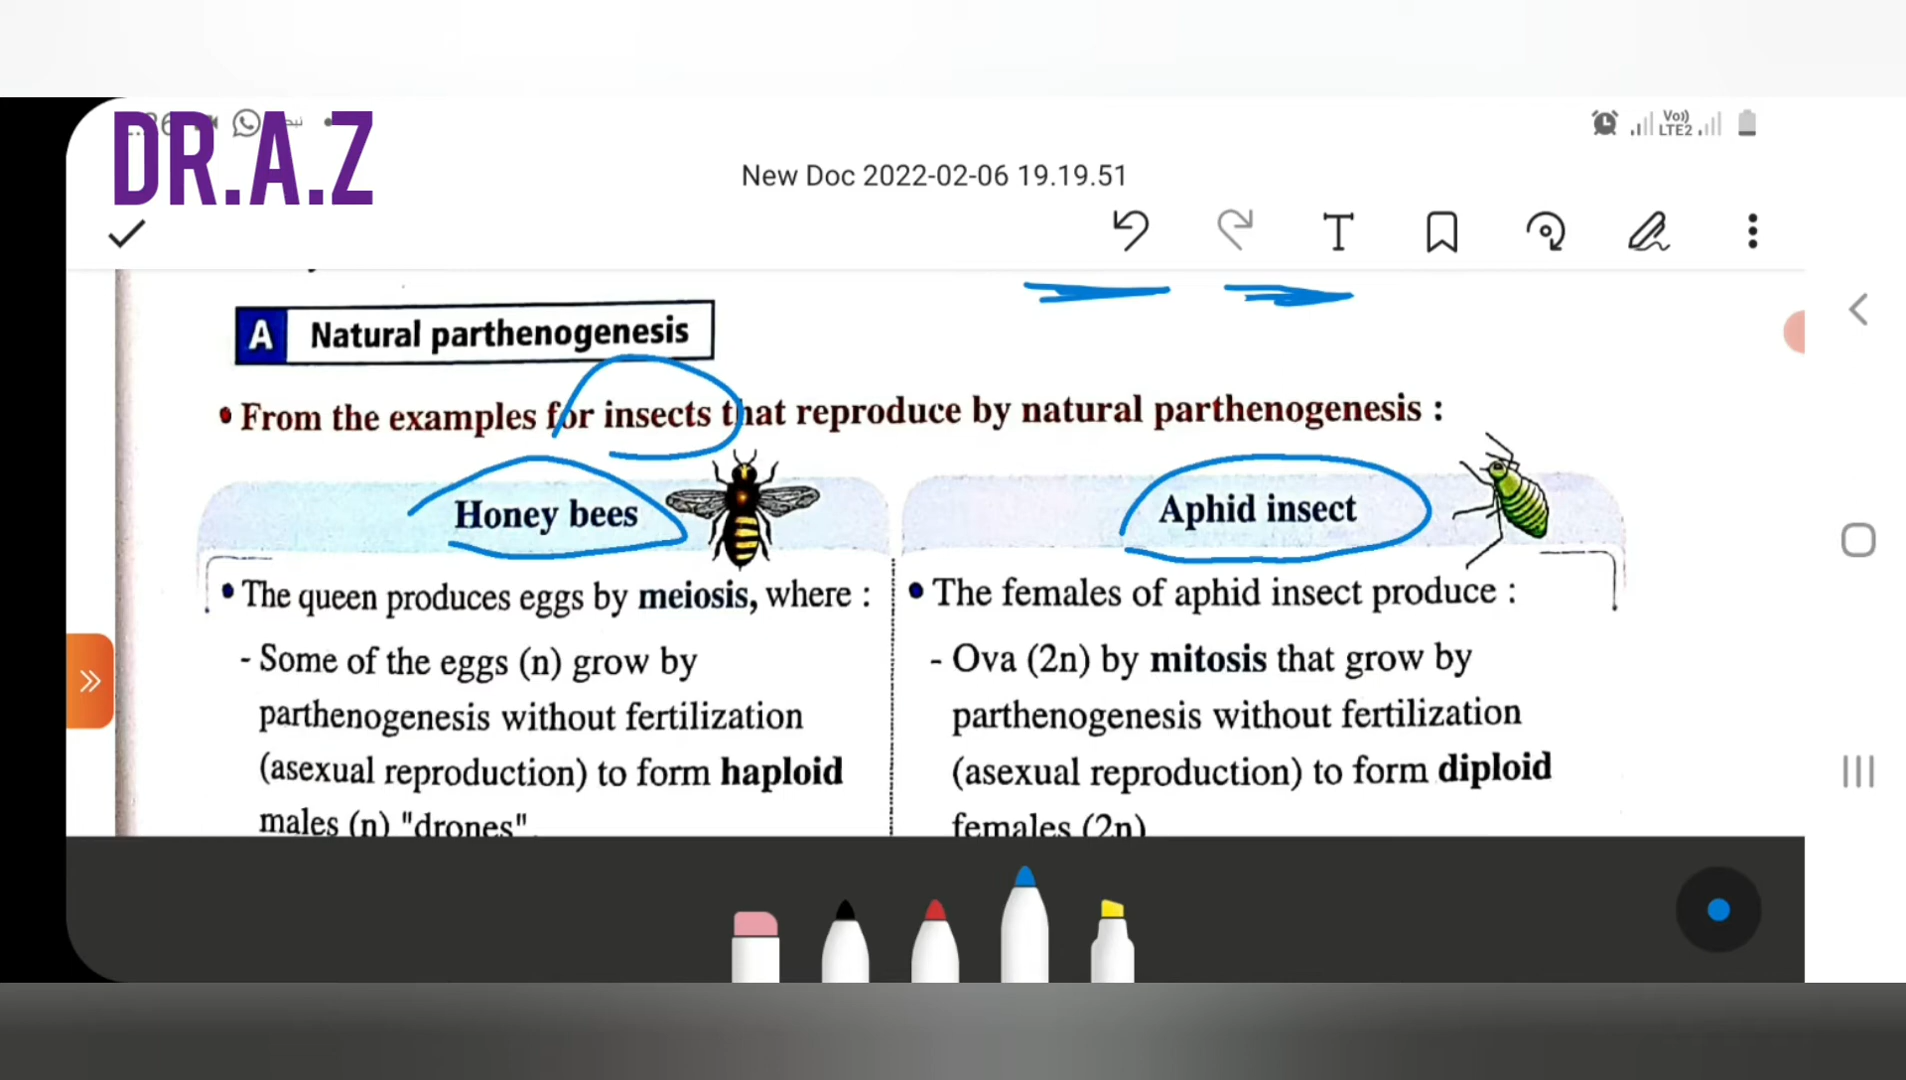 DR.A.Z
Vo))
LTE2
New Doc 2022-02-06 19.19.51
T
A Natural parthenogenesis
• From the examples for insects that reproduce by natural parthenogenesis :
Honey bees
• The queen produces eggs by meiosis, where :
- Some of the eggs (n) grow by
parthenogenesis without fertilization
(asexual reproduction) to form haploid
males (n) "drones"
Aphid insect
• The females of aphid insect produce :
- Ova (2n) by mitosis that grow by
parthenogenesis without fertilization
(asexual reproduction) to form diploid
females (2n)